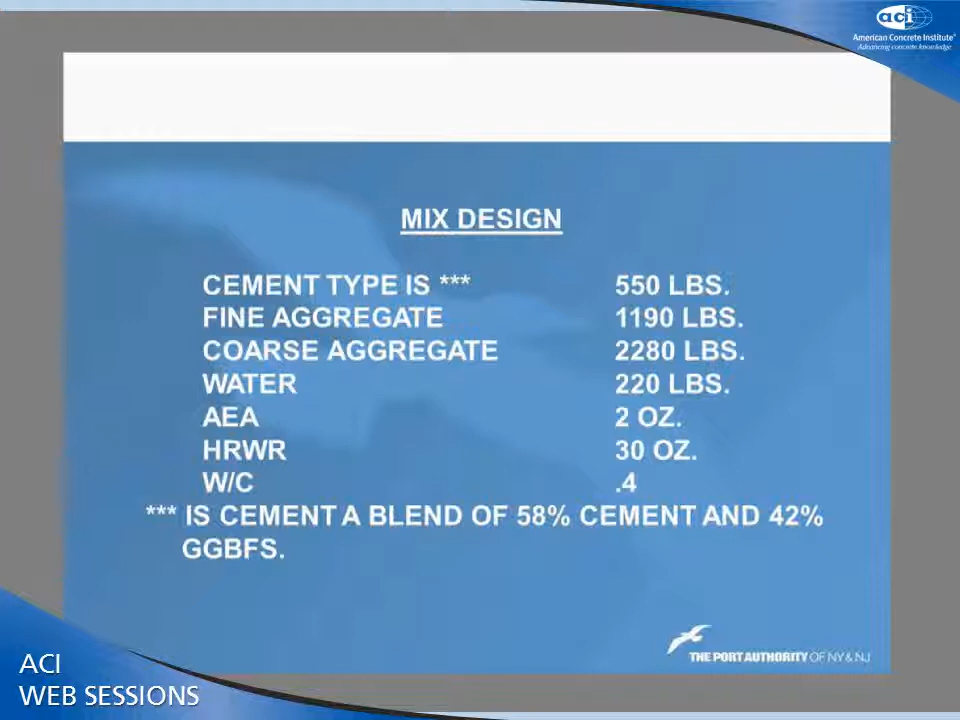 aci
American Concrete Institute®
Advancing concrete knowledge
MIX DESIGN
CEMENT TYPE IS *** 550 LBS.
FINE AGGREGATE 1190 LBS.
COARSE AGGREGATE 2280 LBS.
WATER 220 LBS.
AEA 2 OZ.
HRWR 30 OZ.
W/C .4
*** IS CEMENT A BLEND OF 58% CEMENT AND 42%
GGBFS.
THE PORT AUTHORITY OF NY & NJ
ACI
WEB SESSIONS